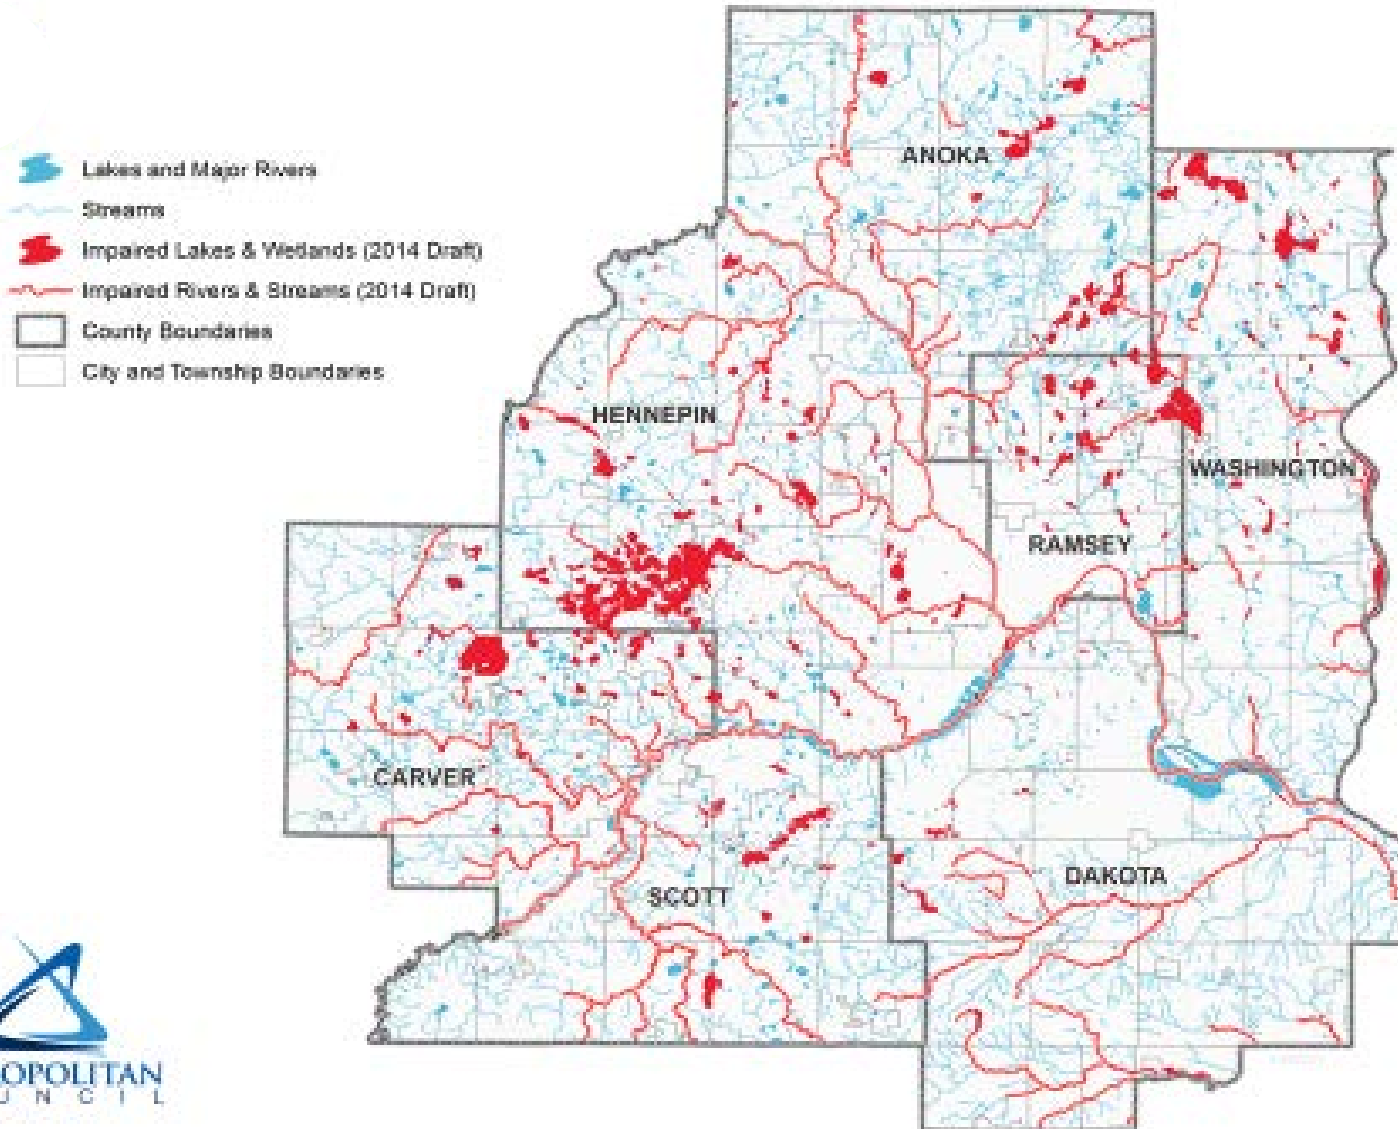 Lakes and Major Rivers
Streams
Impaired Lakes & Wetlands (2014 Draft)
Impaired Rivers & Streams (2014 Draft)
County Boundaries
City and Township Boundaries
ANOKA
HENNEPIN
WASHINGTON
RAMSEY
CARVER
SCOTT
DAKOTA
OPOLITAN
UNCIL